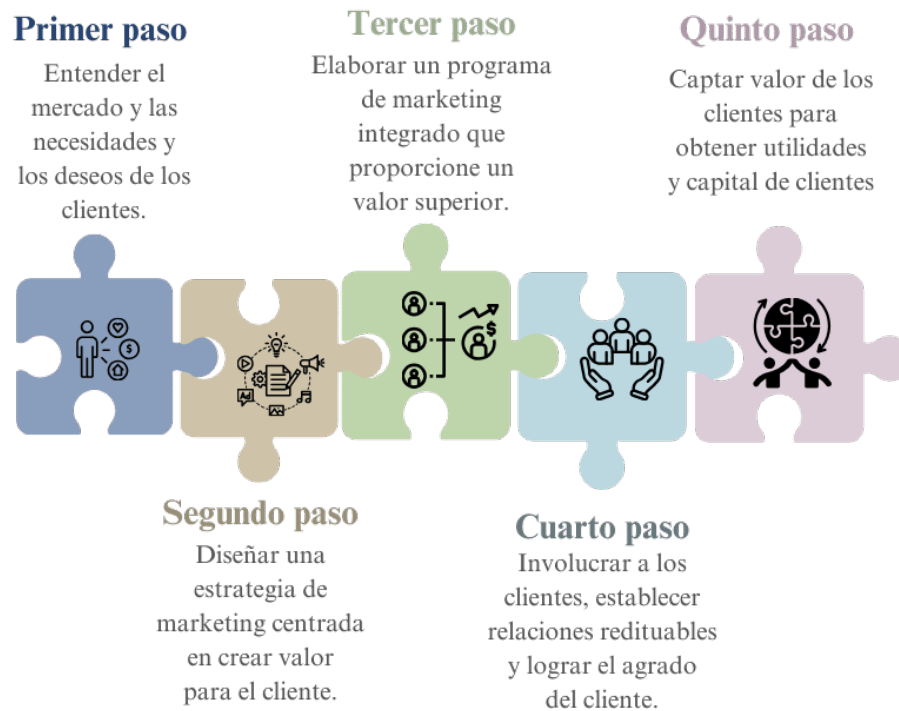 Primer paso
Entender el
mercado y las
necesidades y
los deseos de los
clientes.
Segundo paso
Diseñar una
estrategia de
marketing centrada
en crear valor
para el cliente.
Tercer paso
Elaborar un programa
de marketing
integrado que
proporcione un
valor superior.
Cuarto paso
Involucrar a los
clientes, establecer
relaciones redituables
y lograr el agrado
del cliente.
Quinto paso
Captar valor de los
clientes para
obtener utilidades
y capital de clientes
$
Ad
$